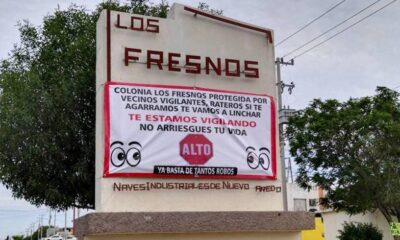 LOS
FRESNOS
COLONIA LOS FRESNOS PROTEGIDA POR
VECINOS VIGILANTES, RATEROS SI TE
AGARRAMOS TE VAMOS A LINCHAR
TE ESTAMOS VIGILANDO
NO ARRIESGUES TU VIDA
ALTO
YA BASTA DE TANTOS ROBOS
NAVES INDUSTRIALES DE NUEVO AREDO